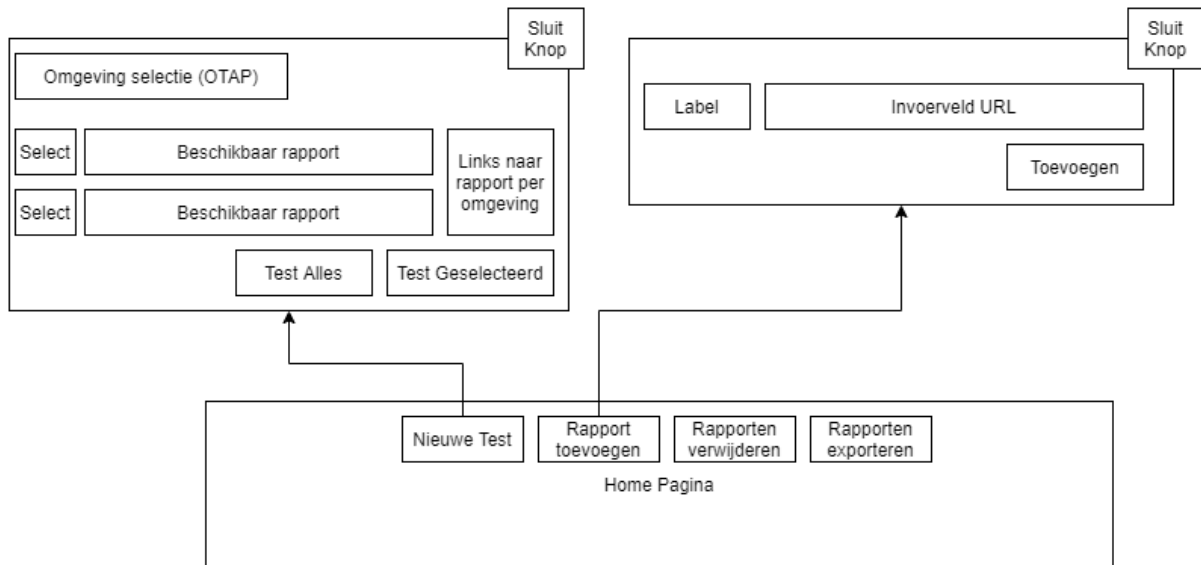 Sluit
Knop
Omgeving selectie (OTAP)
Select
Beschikbaar rapport
Links naar
rapport per
omgeving
Select
Beschikbaar rapport
Test Alles
Test Geselecteerd
Sluit
Knop
Label
Invoerveld URL
Toevoegen
Nieuwe Test
Rapport
toevoegen
Rapporten
verwijderen
Rapporten
exporteren
Home Pagina